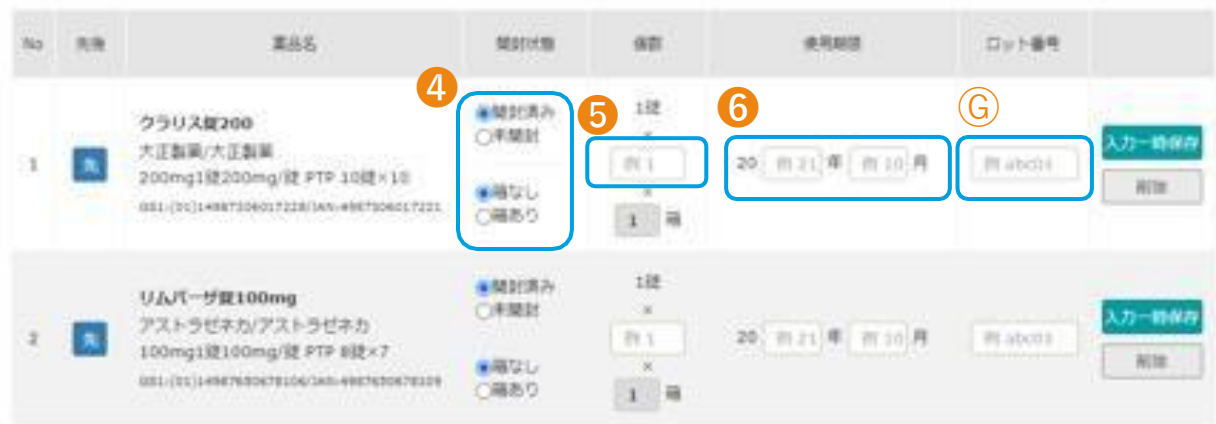 No 先後 薬品名 開封状態 個数 使用期限 ロット番号
4 5 6 G
1 先
クラリス錠200
大正製薬/大正製薬
200mg1錠200mg/錠 PTP 10錠×10
開封済み
未開封
箱なし
箱あり
1錠
×
例 1
×
1 箱
20 例 21 年 例 10 月
入力一時保存
削除
2 先
リムパーザ錠100mg
アストラゼネカ/アストラゼネカ
100mg1錠100mg/錠 PTP 8錠×7
開封済み
未開封
箱なし
箱あり
1錠
×
例 1
×
1 箱
20 例 21 年 例 10 月
入力一時保存
削除